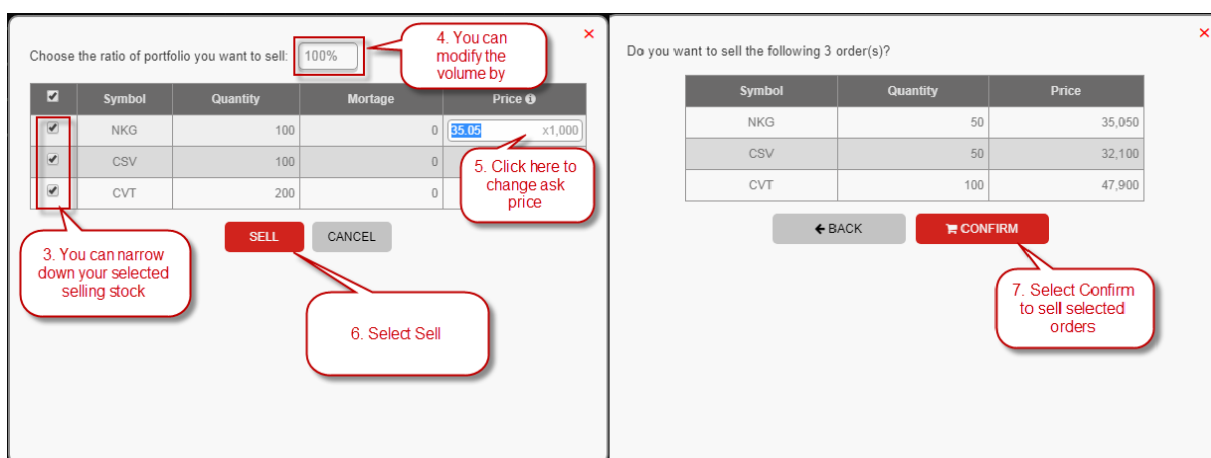 Choose the ratio of portfolio you want to sell: 100%
4. You can
modify the
volume by
Symbol Quantity Mortage Price
NKG 100 0 35.05 x1,000
CSV 100 0
CVT 200 0
5. Click here to
change ask
price
SELL CANCEL
3. You can narrow
down your selected
selling stock
6. Select Sell
Do you want to sell the following 3 order(s)?
Symbol Quantity Price
NKG 50 35,050
CSV 50 32,100
CVT 100 47,900
BACK CONFIRM
7. Select Confirm
to sell selected
orders